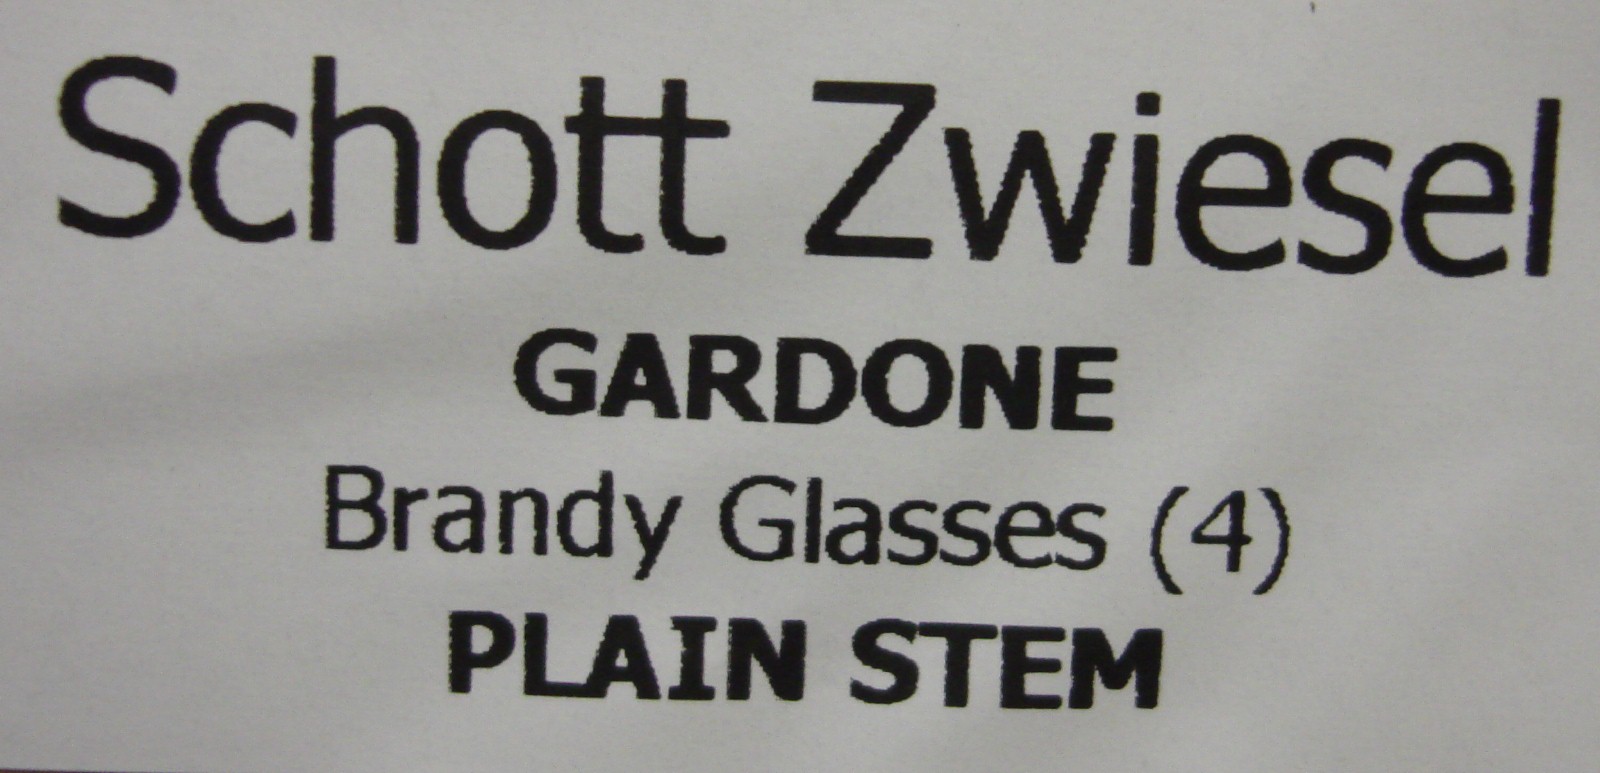 Schott Zwiesel
GARDONE
Brandy Glasses (4)
PLAIN STEM